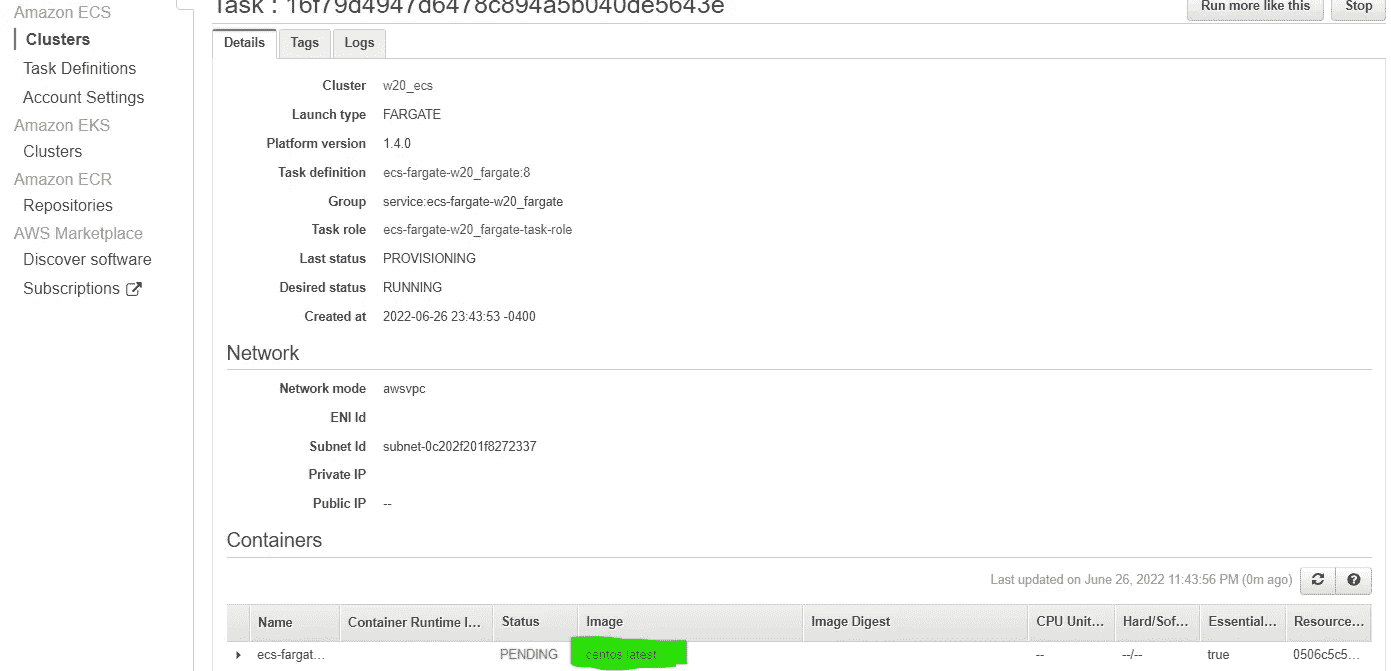 Amazon ECS
Clusters
Task Definitions
Account Settings
Amazon EKS
Clusters
Amazon ECR
Repositories
AWS Marketplace
Discover software
Subscriptions
Task : 16f79d4947d6478c894a5b040de5643e
Run more like this Stop
Details Tags Logs
Cluster w20_ecs
Launch type FARGATE
Platform version 1.4.0
Task definition ecs-fargate-w20_fargate:8
Group service:ecs-fargate-w20_fargate
Task role ecs-fargate-w20_fargate-task-role
Last status PROVISIONING
Desired status RUNNING
Created at 2022-06-26 23:43:53 -0400
Network
Network mode awsvpc
ENI Id
Subnet Id subnet-0c202f201f8272337
Private IP
Public IP --
Containers
Last updated on June 26, 2022 11:43:56 PM (0m ago)
Name Container Runtime I... Status Image Image Digest CPU Unit... Hard/Sof... Essential... Resource...
ecs-fargat... PENDING centos:latest -- --/-- true 0506c5c5...